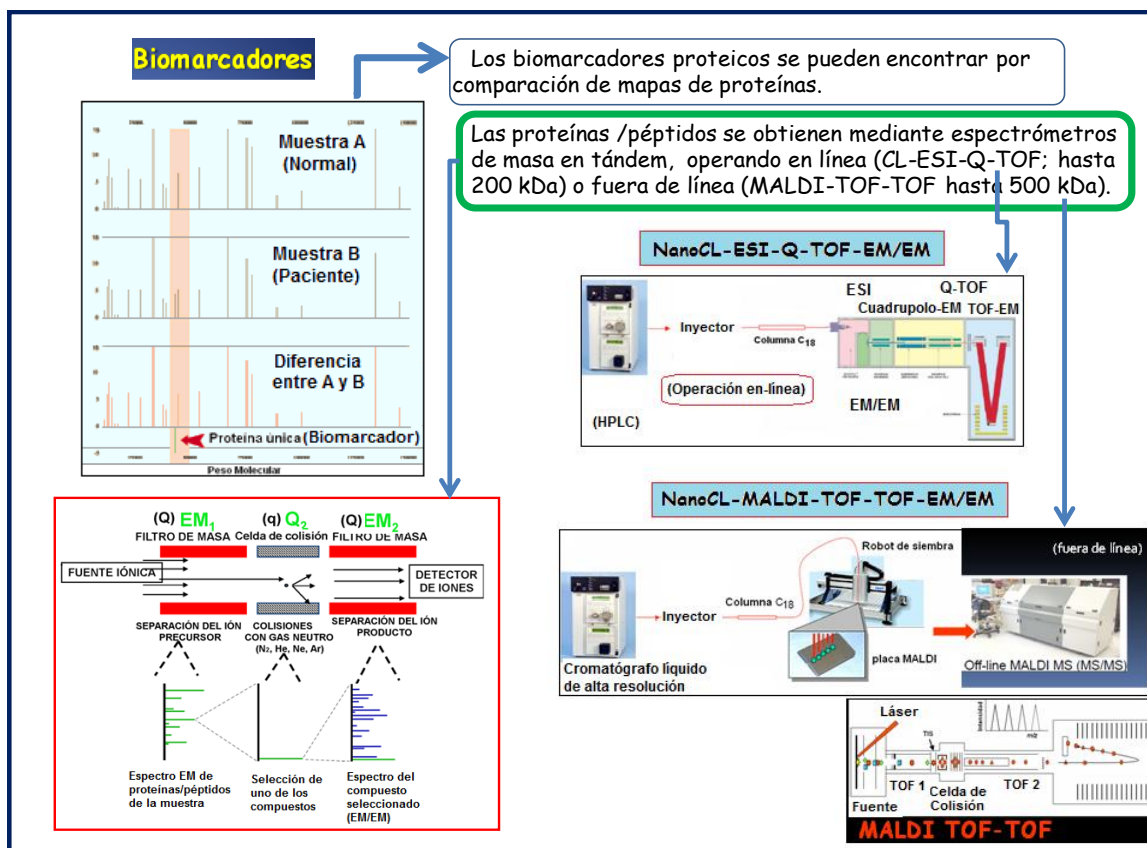 Biomarcadores
Los biomarcadores proteicos se pueden encontrar por
comparación de mapas de proteínas.
Las proteínas /péptidos se obtienen mediante espectrómetros
de masa en tándem, operando en línea (CL-ESI-Q-TOF; hasta
200 kDa) o fuera de línea (MALDI-TOF-TOF hasta 500 kDa).
Muestra A
(Normal)
Muestra B
(Paciente)
Diferencia
entre A y B
Proteína única (Biomarcador)
Peso Molecular
NanoCL-ESI-Q-TOF-EM/EM
ESI
Q-TOF
Cuadrupolo-EM
TOF-EM
Inyector
Columna C18
(Operación en-línea)
EM/EM
(HPLC)
NanoCL-MALDI-TOF-TOF-EM/EM
Robot de siembra
(fuera de línea)
Inyector
Columna C18
placa MALDI
Cromatógrafo líquido
de alta resolución
Off-line MALDI MS (MS/MS)
(Q) EM1
(q) Q2
(Q) EM2
FILTRO DE MASA
Celda de colisión
FILTRO DE MASA
FUENTE IÓNICA
DETECTOR
DE IONES
SEPARACIÓN DEL IÓN
PRECURSOR
COLISIONES
CON GAS NEUTRO
(N2, He, Ne, Ar)
SEPARACIÓN DEL IÓN
PRODUCTO
Espectro EM de
proteínas/péptidos
de la muestra
Selección de
uno de los
compuestos
Espectro del
compuesto
seleccionado
(EM/EM)
Láser
Intensidad
m/z
TIS
TOF 1
TOF 2
Fuente
Celda de
Colisión
MALDI TOF-TOF